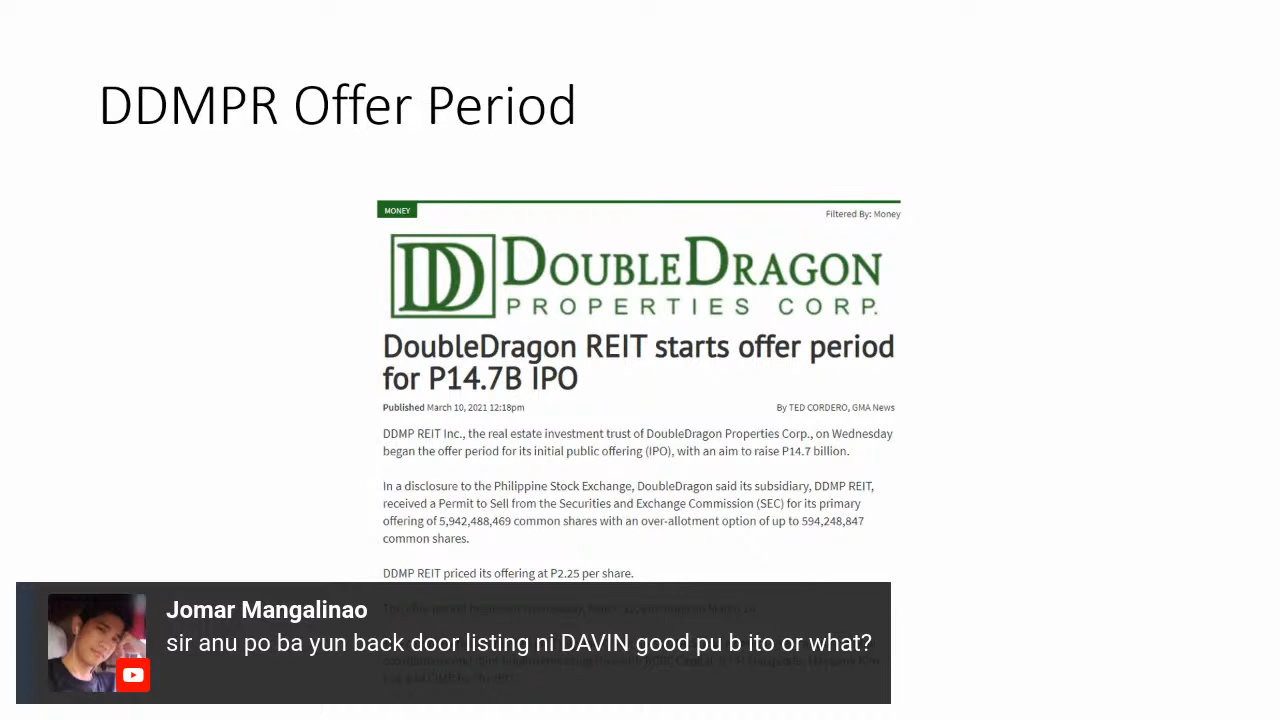 DDMPR Offer Period
MONEY
Filtered By: Money
DD DOUBLEDRAGON
PROPERTIES CORP.
DoubleDragon REIT starts offer period
for P14.7B IPO
Published March 10, 2021 12:18pm
By TED CORDERO, GMA News
DDMP REIT Inc., the real estate investment trust of DoubleDragon Properties Corp., on Wednesday
began the offer period for its initial public offering (IPO), with an aim to raise P14.7 billion.
In a disclosure to the Philippine Stock Exchange, DoubleDragon said its subsidiary, DDMP REIT,
received a Permit to Sell from the Securities and Exchange Commission (SEC) for its primary
offering of 5,942,488,469 common shares with an over-allotment option of up to 594,248,847
common shares.
DDMP REIT priced its offering at P2.25 per share.
Jomar Mangalinao
sir anu po ba yun back door listing ni DAVIN good pu b ito or what?